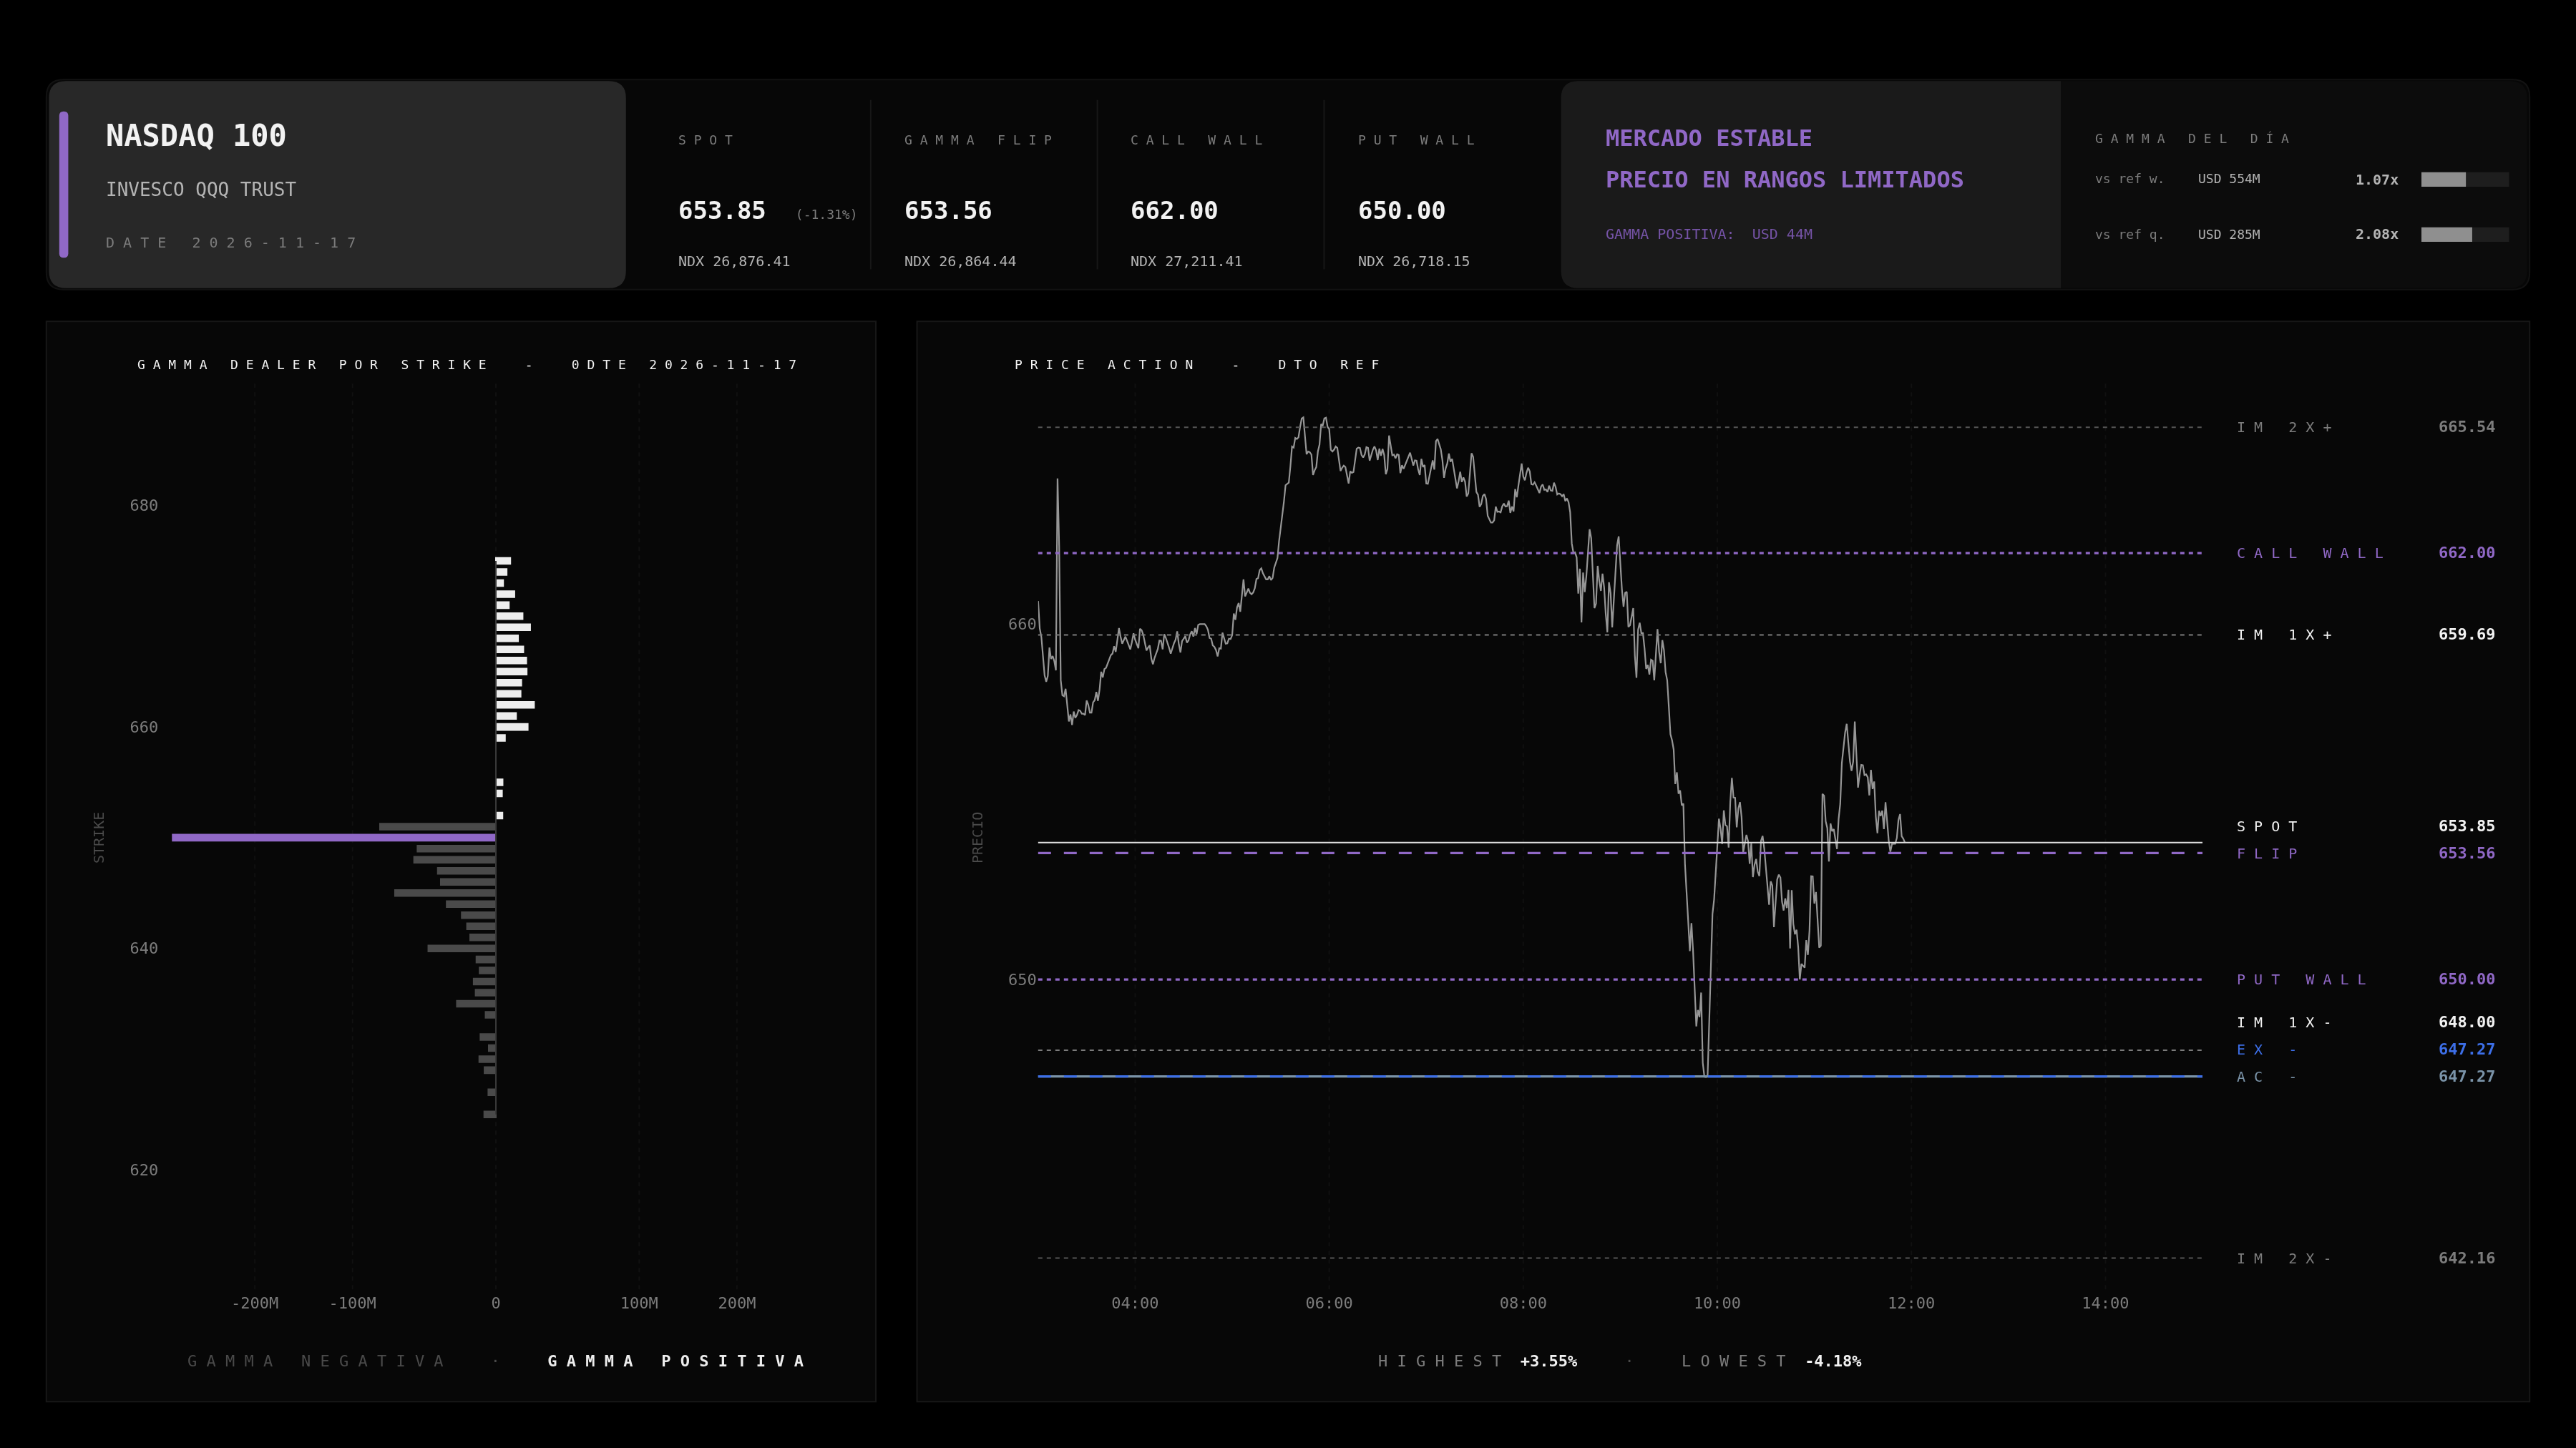 NASDAQ 100
INVESCO QQQ TRUST
DATE 2026-11-17
SPOT
653.85 (-1.31%)
NDX 26,876.41
GAMMA FLIP
653.56
NDX 26,864.44
CALL WALL
662.00
NDX 27,211.41
PUT WALL
650.00
NDX 26,718.15
MERCADO ESTABLE
PRECIO EN RANGOS LIMITADOS
GAMMA POSITIVA: USD 44M
GAMMA DEL DÍA
vs ref w. USD 554M 1.07x
vs ref q. USD 285M 2.08x
GAMMA DEALER POR STRIKE - 0DTE 2026-11-17
STRIKE
680
660
640
620
-200M -100M 0 100M 200M
GAMMA NEGATIVA · GAMMA POSITIVA
PRICE ACTION - DTO REF
PRECIO
660
650
IM 2X+ 665.54
CALL WALL 662.00
IM 1X+ 659.69
SPOT 653.85
FLIP 653.56
PUT WALL 650.00
IM 1X- 648.00
EX - 647.27
AC - 647.27
IM 2X- 642.16
04:00 06:00 08:00 10:00 12:00 14:00
HIGHEST +3.55% · LOWEST -4.18%